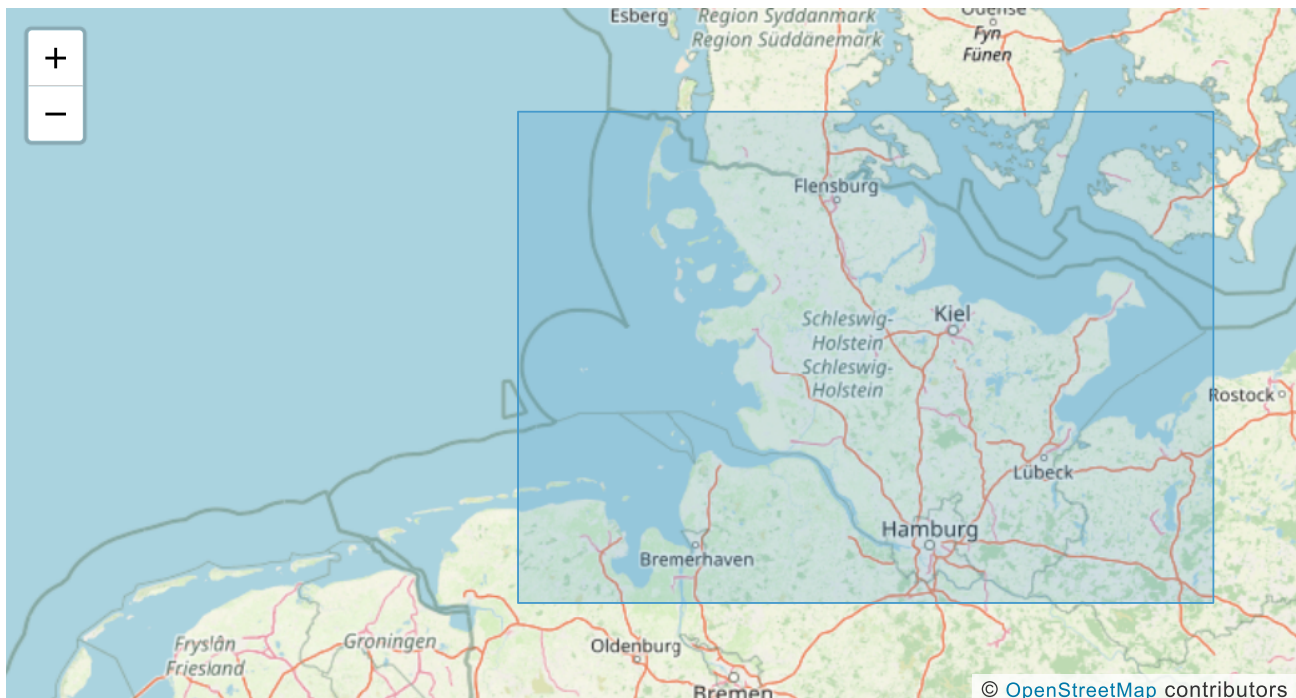 +
−
Esberg
Region Syddanmark
Region Süddänemark
Odense
Fyn
Fünen
Flensburg
Schleswig-
Holstein
Schleswig-
Holstein
Kiel
Rostock
Lübeck
Hamburg
Bremerhaven
Fryslân
Friesland
Groningen
Oldenburg
Bremen
© OpenStreetMap contributors